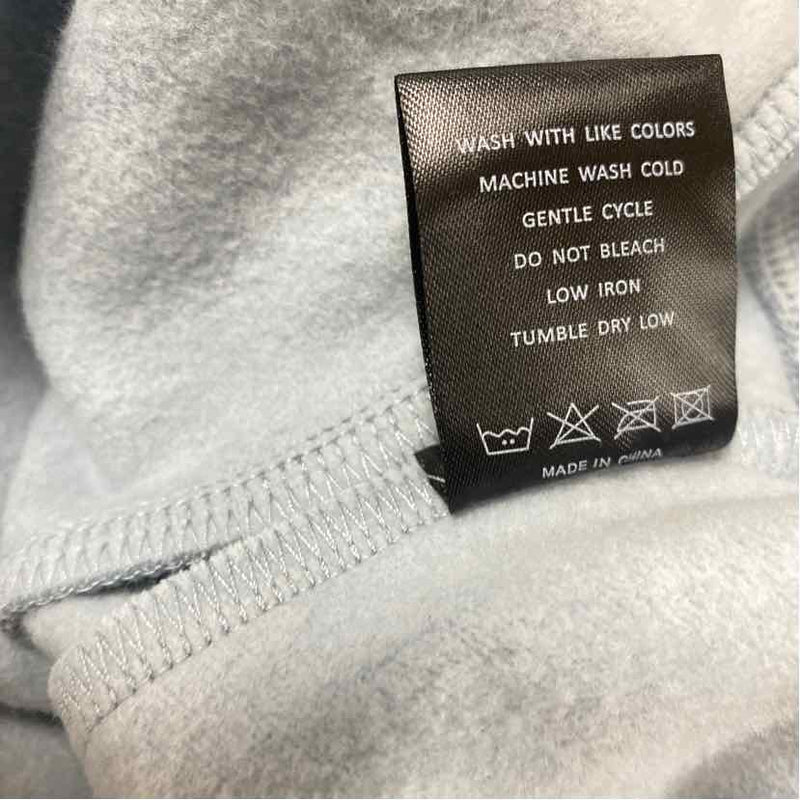 WASH WITH LIKE COLORS
MACHINE WASH COLD
GENTLE CYCLE
DO NOT BLEACH
LOW IRON
TUMBLE DRY LOW
MADE IN CHINA